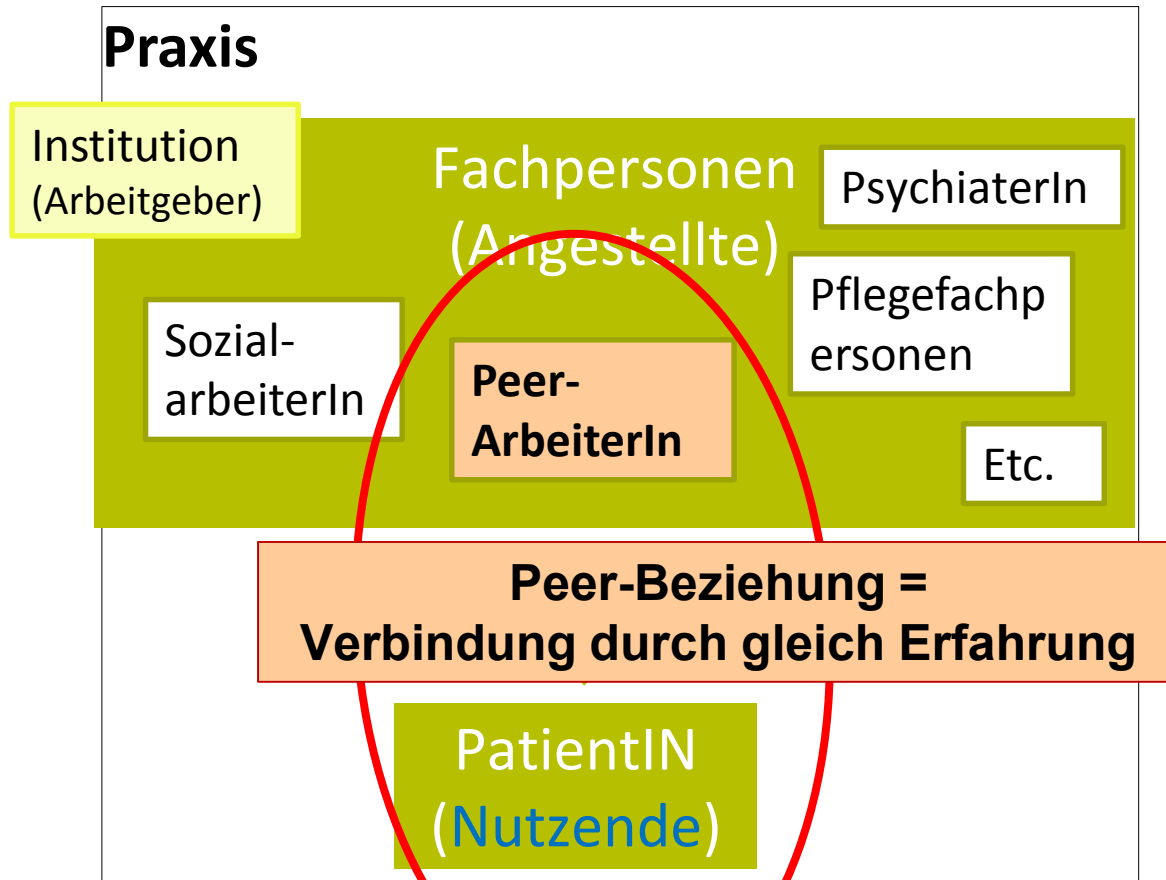 Praxis
Institution
(Arbeitgeber)
Fachpersonen
(Angestellte)
PsychiaterIn
Pflegefachp
ersonen
Sozial-
arbeiterIn
Peer-
ArbeiterIn
Etc.
Peer-Beziehung =
Verbindung durch gleich Erfahrung
PatientIN
(Nutzende)